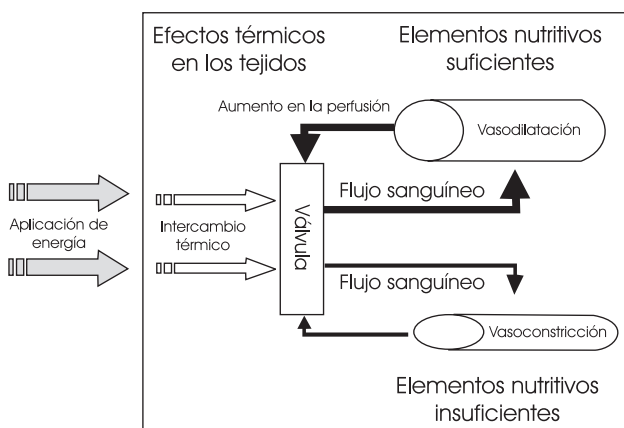 Efectos térmicos
en los tejidos
Elementos nutritivos
suficientes
Aumento en la perfusión
Vasodilatación
Flujo sanguíneo
Aplicación de
energía
Intercambio
térmico
Válvula
Flujo sanguíneo
Vasoconstricción
Elementos nutritivos
insuficientes